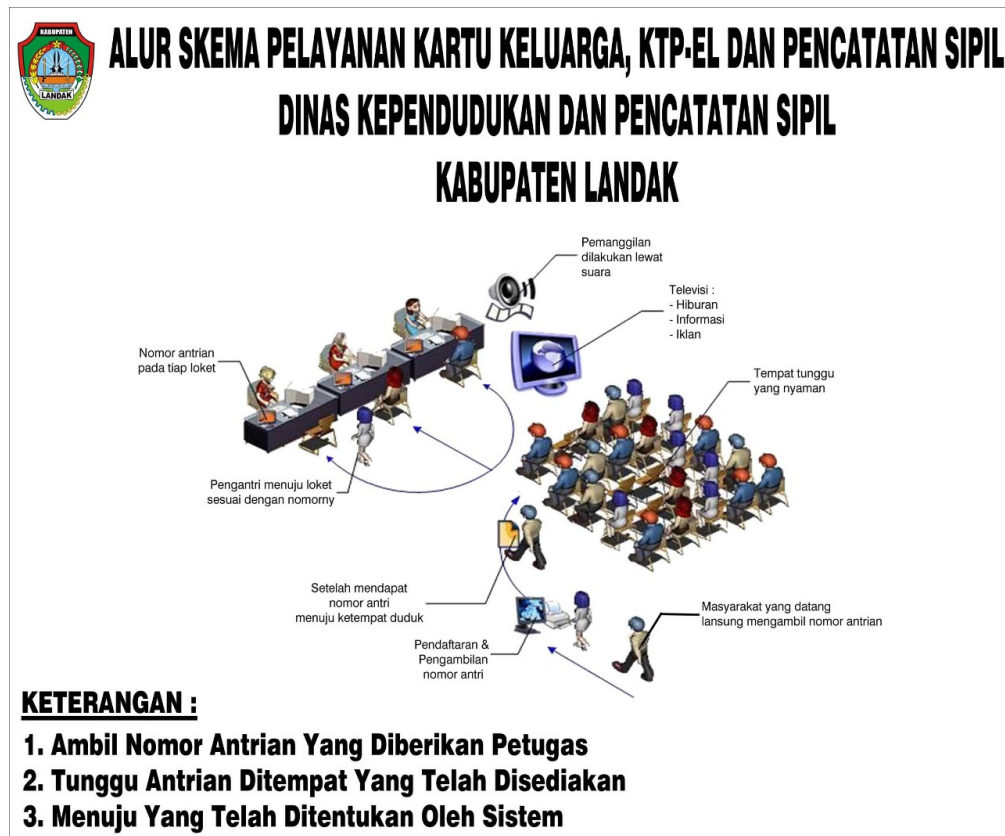 KABUPATEN
LANDAK
ALUR SKEMA PELAYANAN KARTU KELUARGA, KTP-EL DAN PENCATATAN SIPIL
DINAS KEPENDUDUKAN DAN PENCATATAN SIPIL
KABUPATEN LANDAK
Pemanggilan
dilakukan lewat
suara
Televisi :
- Hiburan
- Informasi
- Iklan
Nomor antrian
pada tiap loket
Tempat tunggu
yang nyaman
Pengantri menuju loket
sesuai dengan nomorny
Setelah mendapat
nomor antri
menuju ketempat duduk
Masyarakat yang datang
lansung mengambil nomor antrian
Pendaftaran &
Pengambilan
nomor antri
KETERANGAN :
1. Ambil Nomor Antrian Yang Diberikan Petugas
2. Tunggu Antrian Ditempat Yang Telah Disediakan
3. Menuju Yang Telah Ditentukan Oleh Sistem